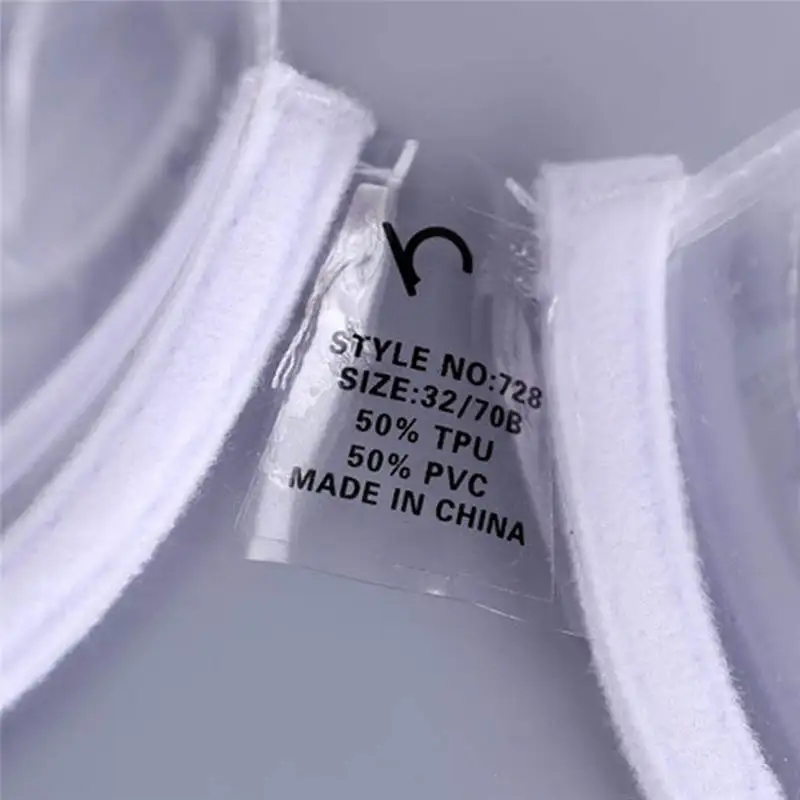 STYLE NO:728
SIZE:32/70B
50% TPU
50% PVC
MADE IN CHINA